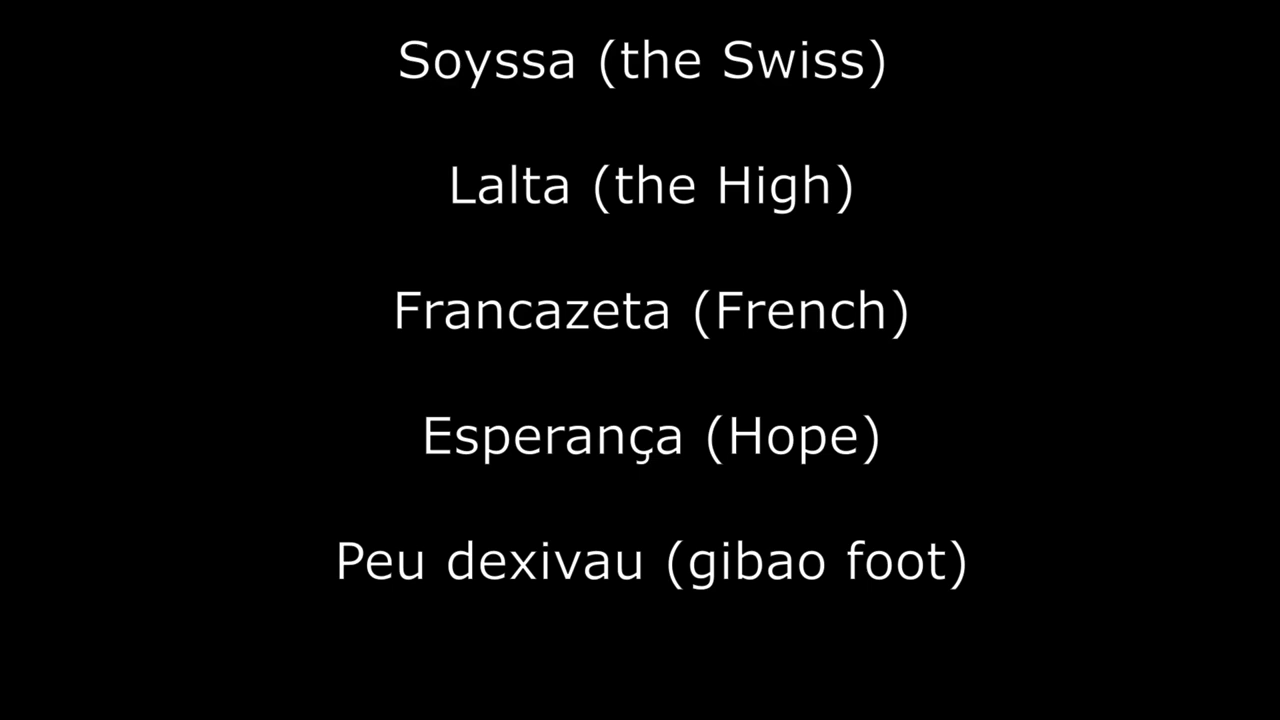 Soyssa (the Swiss)
Lalta (the High)
Francazeta (French)
Esperança (Hope)
Peu dexivau (gibao foot)